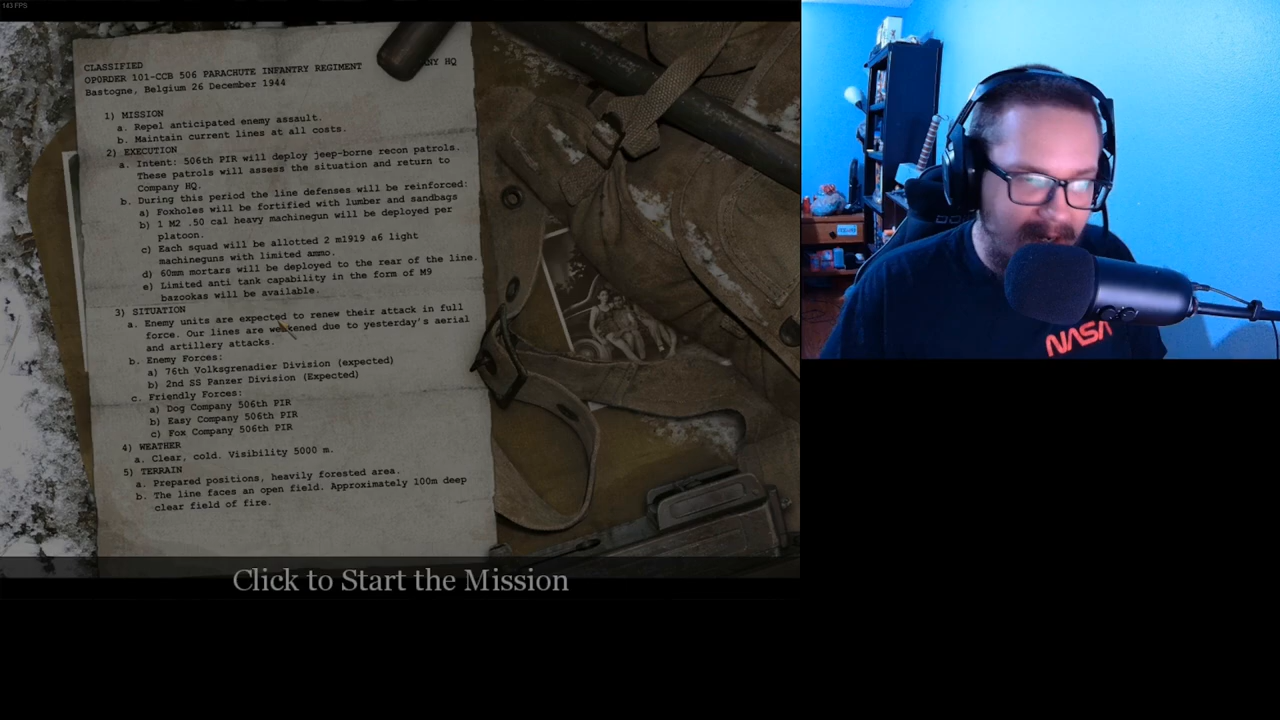 143 FPS
CLASSIFIED
OPORDER 101-CCB 506 PARACHUTE INFANTRY REGIMENT NY HQ
Bastogne, Belgium 26 December 1944
1) MISSION
a. Repel anticipated enemy assault.
b. Maintain current lines at all costs.
2) EXECUTION
a. Intent: 506th PIR will deploy jeep-borne recon patrols.
These patrols will assess the situation and return to
Company HQ.
b. During this period the line defenses will be reinforced:
a) Foxholes will be fortified with lumber and sandbags
b) 1 M2 .50 cal heavy machinegun will be deployed per
platoon.
c) Each squad will be allotted 2 m1919 a6 light
machineguns with limited ammo.
d) 60mm mortars will be deployed to the rear of the line.
e) Limited anti tank capability in the form of M9
bazookas will be available.
3) SITUATION
a. Enemy units are expected to renew their attack in full
force. Our lines are weakened due to yesterday's aerial
and artillery attacks.
b. Enemy Forces:
a) 76th Volksgrenadier Division (expected)
b) 2nd SS Panzer Division (Expected)
c. Friendly Forces:
a) Dog Company 506th PIR
b) Easy Company 506th PIR
c) Fox Company 506th PIR
4) WEATHER
a. Clear, cold. Visibility 5000 m.
5) TERRAIN
a. Prepared positions, heavily forested area.
b. The line faces an open field. Approximately 100m deep
clear field of fire.
Click to Start the Mission
NASA